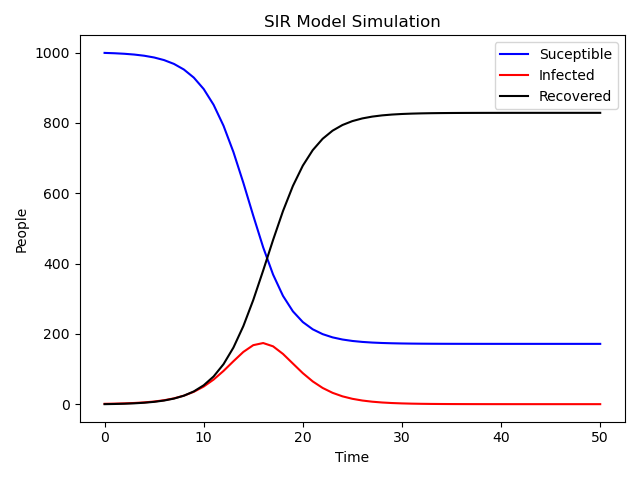 SIR Model Simulation
Suceptible
Infected
Recovered
People
1000
800
600
400
200
0
0 10 20 30 40 50
Time